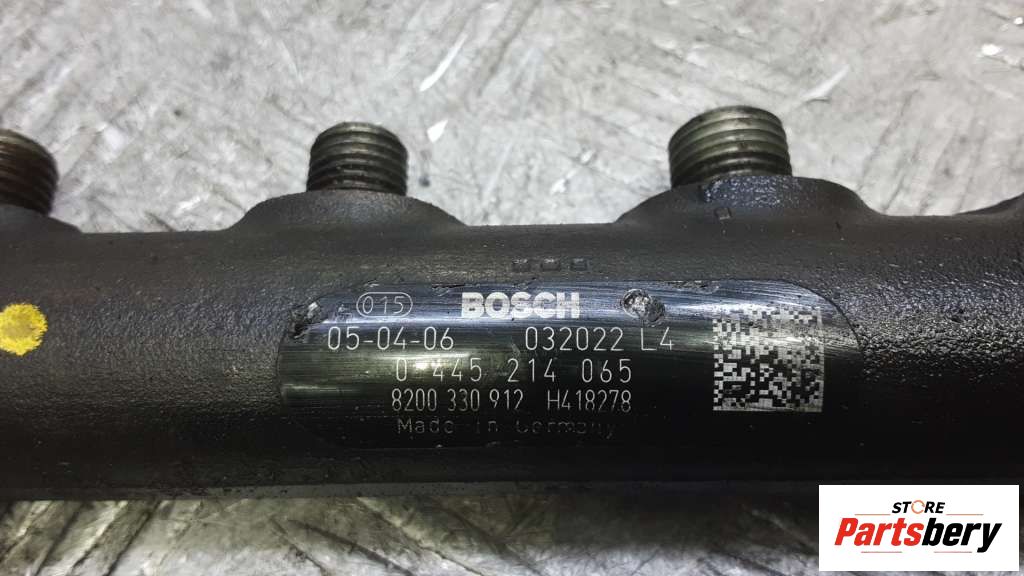 015 BOSCH
05-04-06 032022 L4
0 445 214 065
8200 330 912 H418278
Made in Germany
STORE
Partsbery